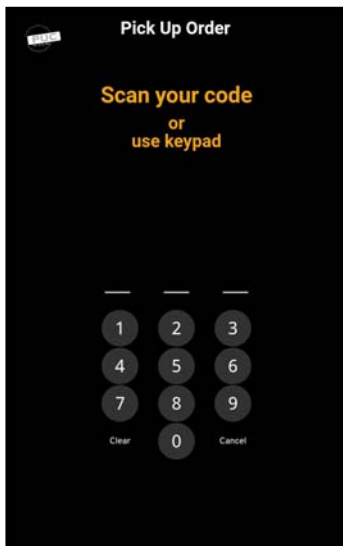 PUC
Pick Up Order
Scan your code
or
use keypad
1 2 3
4 5 6
7 8 9
Clear 0 Cancel